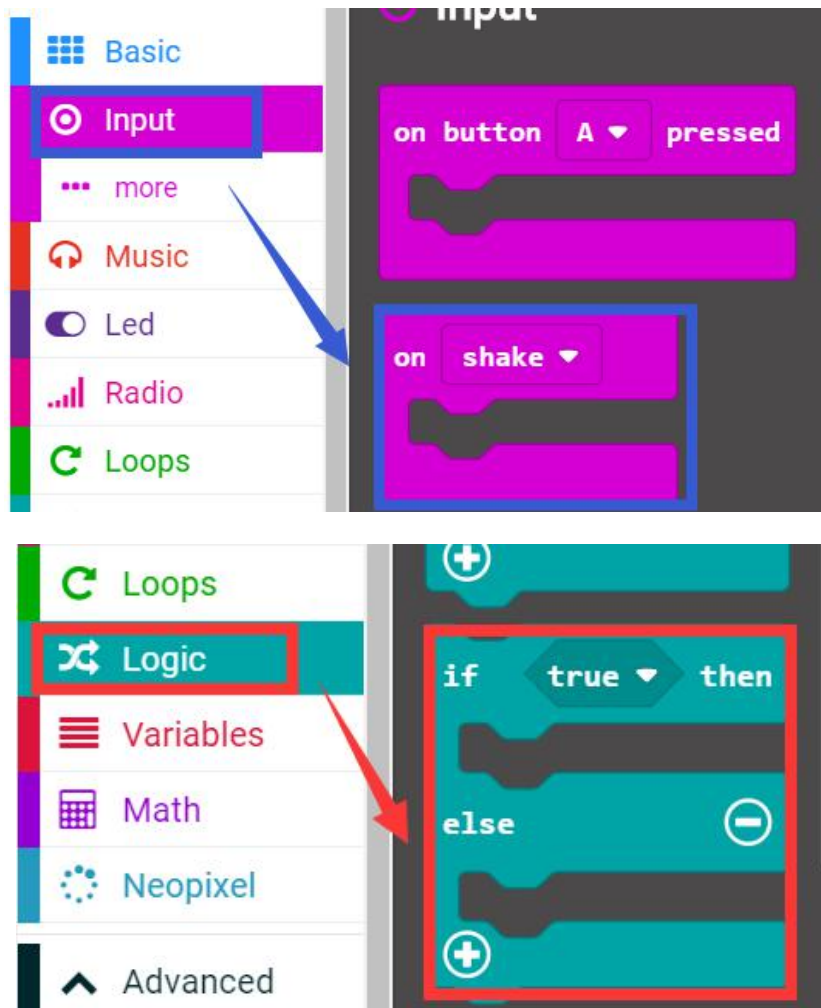 Input
Basic
Input
on button A pressed
more
Music
Led
on shake
Radio
Loops
Loops
Logic
if true then
Variables
Math
else
Neopixel
Advanced